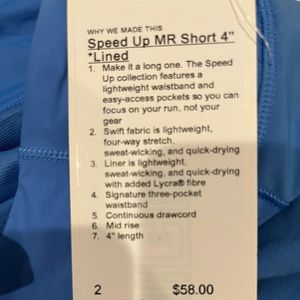 WHY WE MADE THIS
Speed Up MR Short 4"
*Lined
1. Make it a long one. The Speed
Up collection features a
lightweight waistband and
easy-access pockets so you can
focus on your run, not your
gear
2. Swift fabric is lightweight,
four-way stretch,
sweat-wicking, and quick-drying
3. Liner is lightweight,
sweat-wicking, and quick-drying
with added Lycra® fibre
4. Signature three-pocket
waistband
5. Continuous drawcord
6. Mid rise
7. 4" length
2 $58.00